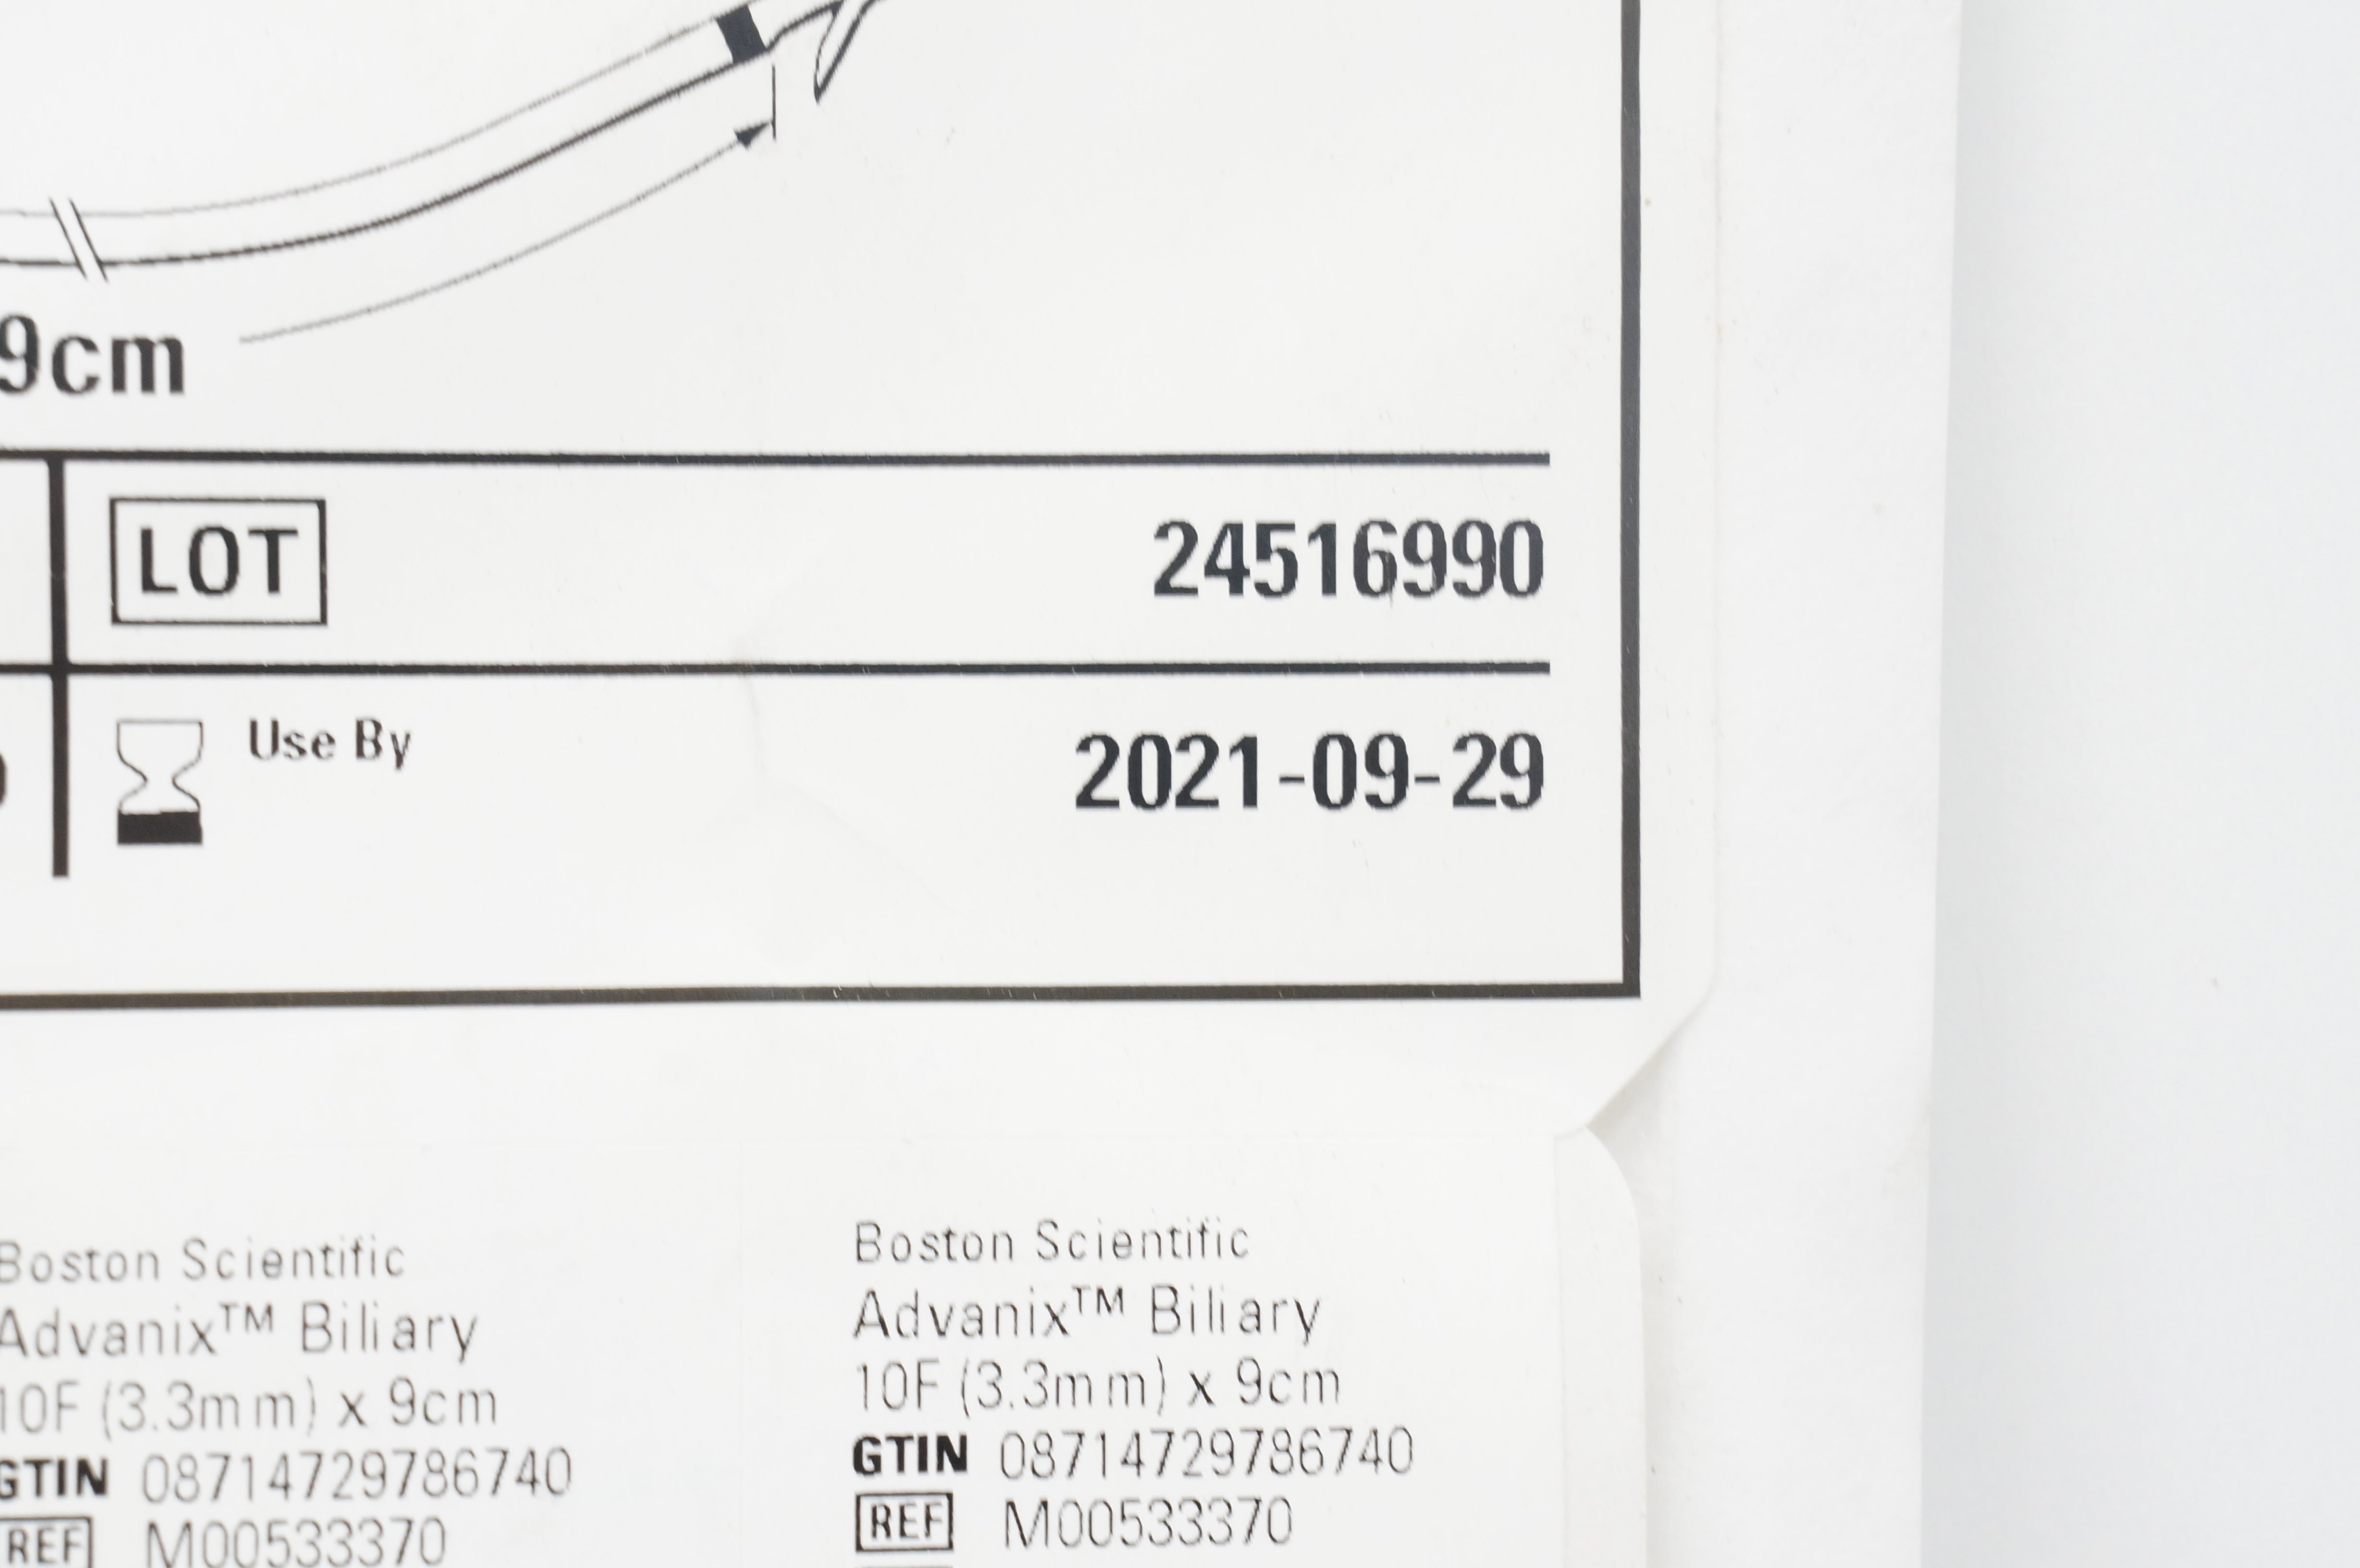 9cm
LOT 24516990
Use By 2021-09-29
Boston Scientific
Advanix™ Biliary
10F (3.3mm) x 9cm
GTIN 08714729786740
REF M00533370
Boston Scientific
Advanix™ Biliary
10F (3.3mm) x 9cm
GTIN 08714729786740
REF M00533370